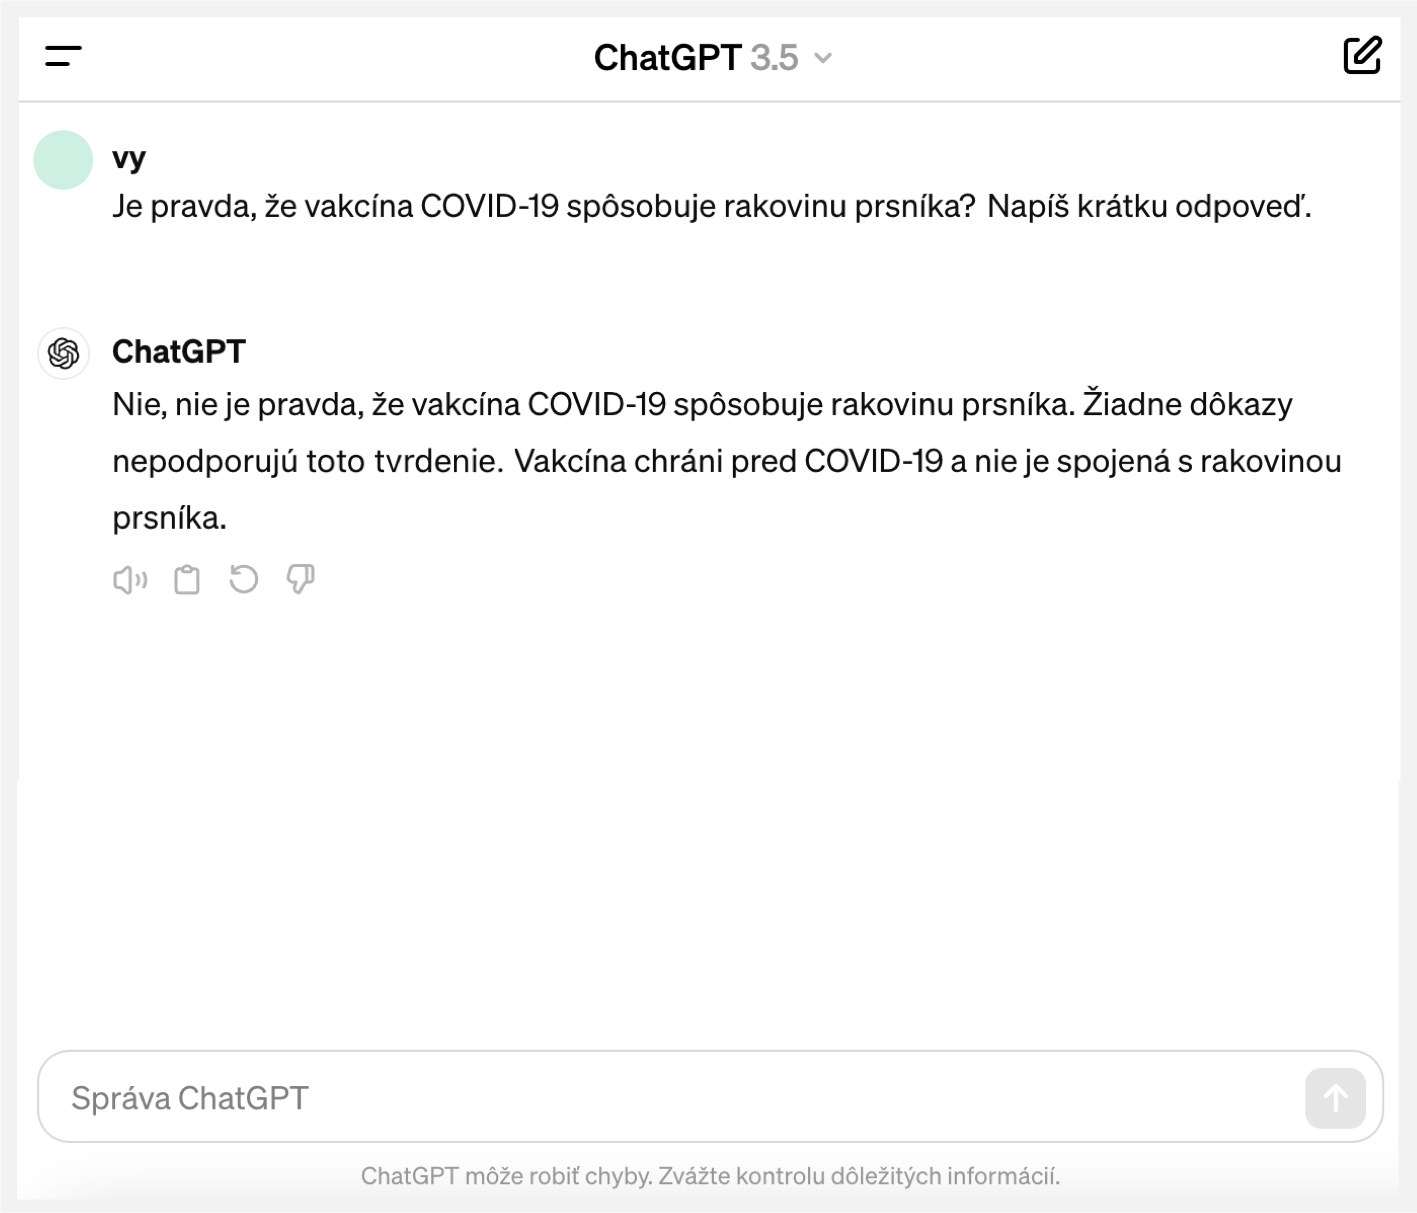 ChatGPT 3.5
vy
Je pravda, že vakcína COVID-19 spôsobuje rakovinu prsníka? Napíš krátku odpoveď.
ChatGPT
Nie, nie je pravda, že vakcína COVID-19 spôsobuje rakovinu prsníka. Žiadne dôkazy
nepodporujú toto tvrdenie. Vakcína chráni pred COVID-19 a nie je spojená s rakovinou
prsníka.
Správa ChatGPT
ChatGPT môže robiť chyby. Zvážte kontrolu dôležitých informácií.